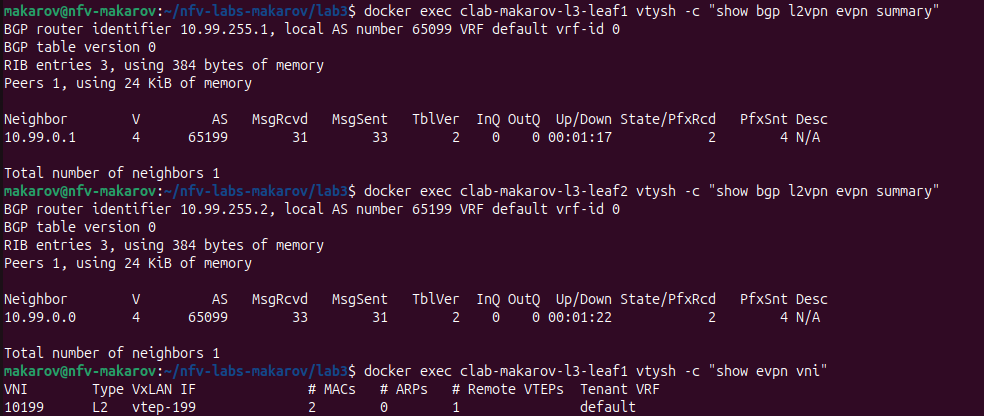 makarov@nfv-makarov:~/nfv-labs-makarov/lab3$ docker exec clab-makarov-l3-leaf1 vtysh -c "show bgp l2vpn evpn summary"
BGP router identifier 10.99.255.1, local AS number 65099 VRF default vrf-id 0
BGP table version 0
RIB entries 3, using 384 bytes of memory
Peers 1, using 24 KiB of memory

Neighbor        V         AS   MsgRcvd   MsgSent   TblVer  InQ OutQ  Up/Down State/PfxRcd   PfxSnt Desc
10.99.0.1       4      65199        31        33        2    0    0 00:01:17            2        4 N/A

Total number of neighbors 1
makarov@nfv-makarov:~/nfv-labs-makarov/lab3$ docker exec clab-makarov-l3-leaf2 vtysh -c "show bgp l2vpn evpn summary"
BGP router identifier 10.99.255.2, local AS number 65199 VRF default vrf-id 0
BGP table version 0
RIB entries 3, using 384 bytes of memory
Peers 1, using 24 KiB of memory

Neighbor        V         AS   MsgRcvd   MsgSent   TblVer  InQ OutQ  Up/Down State/PfxRcd   PfxSnt Desc
10.99.0.0       4      65099        33        31        2    0    0 00:01:22            2        4 N/A

Total number of neighbors 1
makarov@nfv-makarov:~/nfv-labs-makarov/lab3$ docker exec clab-makarov-l3-leaf1 vtysh -c "show evpn vni"
VNI        Type VxLAN IF              # MACs   # ARPs   # Remote VTEPs  Tenant VRF
10199      L2   vtep-199              2        0        1               default